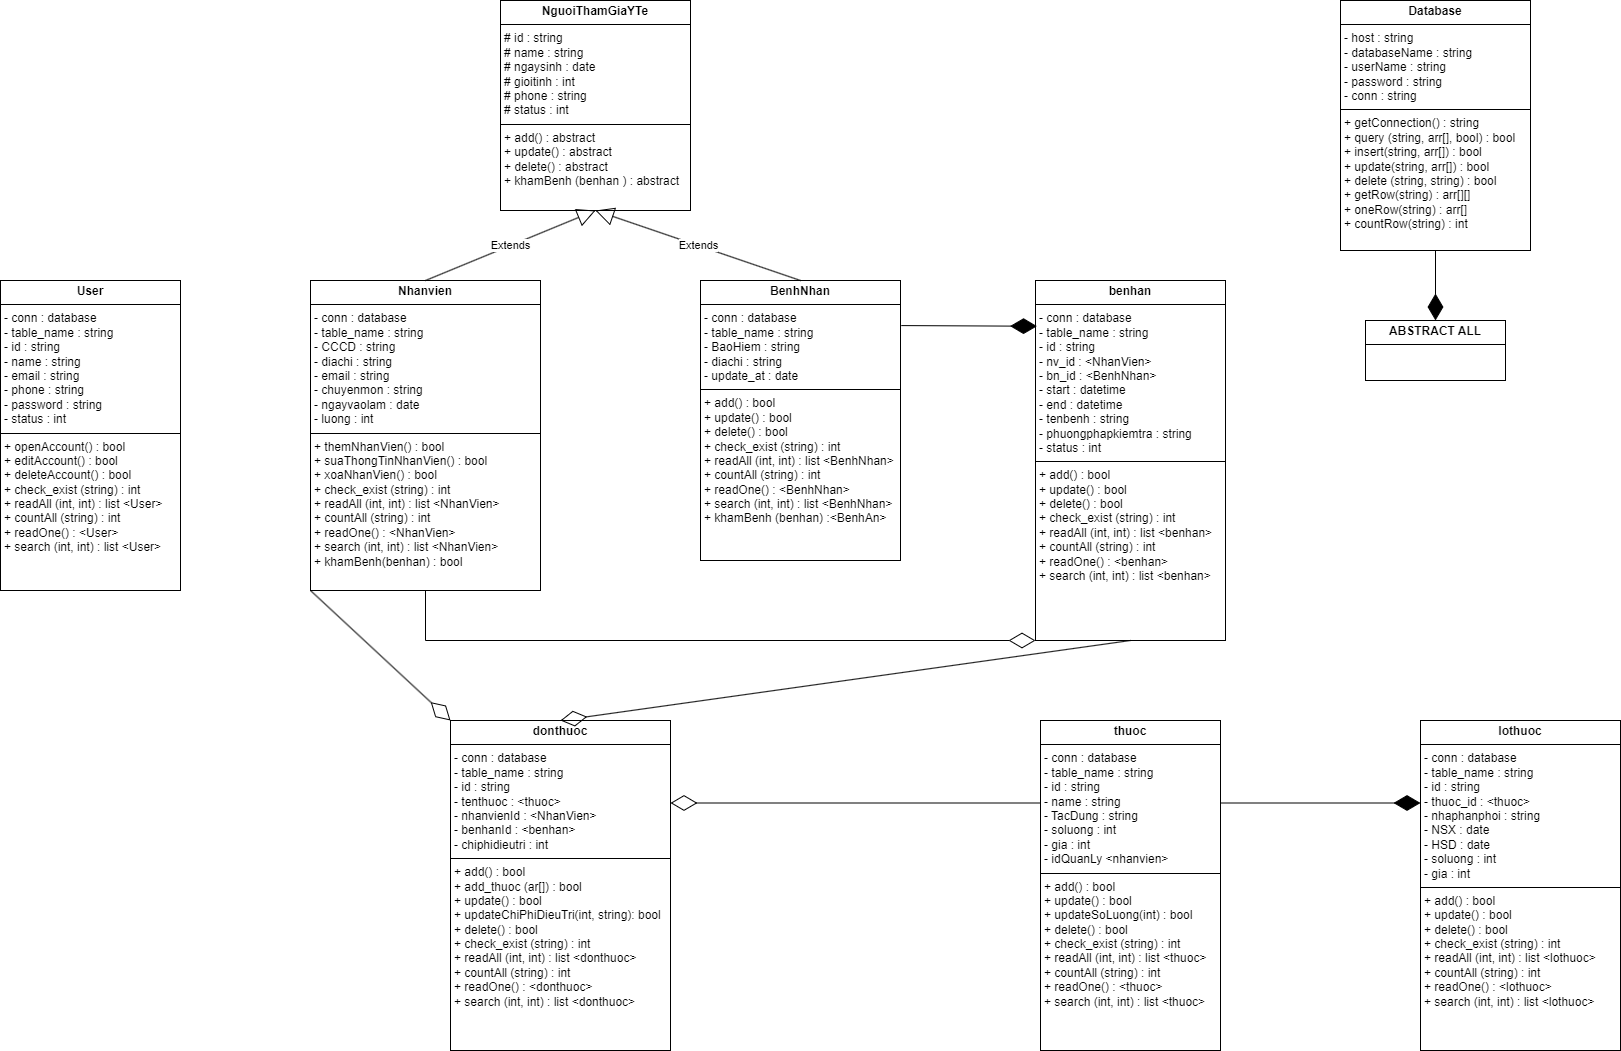 NguoiThamGiaYTe
# id : string
# name : string
# ngaysinh : date
# gioitinh : int
# phone : string
# status : int
+ add() : abstract
+ update() : abstract
+ delete() : abstract
+ khamBenh (benhan ) : abstract
Database
- host : string
- databaseName : string
- userName : string
- password : string
- conn : string
+ getConnection() : string
+ query (string, arr[], bool) : bool
+ insert(string, arr[]) : bool
+ update(string, arr[]) : bool
+ delete (string, string) : bool
+ getRow(string) : arr[][]
+ oneRow(string) : arr[]
+ countRow(string) : int
Extends
Extends
User
- conn : database
- table_name : string
- id : string
- name : string
- email : string
- phone : string
- password : string
- status : int
+ openAccount() : bool
+ editAccount() : bool
+ deleteAccount() : bool
+ check_exist (string) : int
+ readAll (int, int) : list <User>
+ countAll (string) : int
+ readOne() : <User>
+ search (int, int) : list <User>
Nhanvien
- conn : database
- table_name : string
- CCCD : string
- diachi : string
- email : string
- chuyenmon : string
- ngayvaolam : date
- luong : int
+ themNhanVien() : bool
+ suaThongTinNhanVien() : bool
+ xoaNhanVien() : bool
+ check_exist (string) : int
+ readAll (int, int) : list <NhanVien>
+ countAll (string) : int
+ readOne() : <NhanVien>
+ search (int, int) : list <NhanVien>
+ khamBenh(benhan) : bool
BenhNhan
- conn : database
- table_name : string
- BaoHiem : string
- diachi : string
- update_at : date
+ add() : bool
+ update() : bool
+ delete() : bool
+ check_exist (string) : int
+ readAll (int, int) : list <BenhNhan>
+ countAll (string) : int
+ readOne() : <BenhNhan>
+ search (int, int) : list <BenhNhan>
+ khamBenh (benhan) :<BenhAn>
benhan
- conn : database
- table_name : string
- id : string
- nv_id : <NhanVien>
- bn_id : <BenhNhan>
- start : datetime
- end : datetime
- tenbenh : string
- phuongphapkiemtra : string
- status : int
+ add() : bool
+ update() : bool
+ delete() : bool
+ check_exist (string) : int
+ readAll (int, int) : list <benhan>
+ countAll (string) : int
+ readOne() : <benhan>
+ search (int, int) : list <benhan>
ABSTRACT ALL
donthuoc
- conn : database
- table_name : string
- id : string
- tenthuoc : <thuoc>
- nhanvienId : <NhanVien>
- benhanId : <benhan>
- chiphidieutri : int
+ add() : bool
+ add_thuoc (ar[]) : bool
+ update() : bool
+ updateChiPhiDieuTri(int, string): bool
+ delete() : bool
+ check_exist (string) : int
+ readAll (int, int) : list <donthuoc>
+ countAll (string) : int
+ readOne() : <donthuoc>
+ search (int, int) : list <donthuoc>
thuoc
- conn : database
- table_name : string
- id : string
- name : string
- TacDung : string
- soluong : int
- gia : int
- idQuanLy <nhanvien>
+ add() : bool
+ update() : bool
+ updateSoLuong(int) : bool
+ delete() : bool
+ check_exist (string) : int
+ readAll (int, int) : list <thuoc>
+ countAll (string) : int
+ readOne() : <thuoc>
+ search (int, int) : list <thuoc>
lothuoc
- conn : database
- table_name : string
- id : string
- thuoc_id : <thuoc>
- nhaphanphoi : string
- NSX : date
- HSD : date
- soluong : int
- gia : int
+ add() : bool
+ update() : bool
+ delete() : bool
+ check_exist (string) : int
+ readAll (int, int) : list <lothuoc>
+ countAll (string) : int
+ readOne() : <lothuoc>
+ search (int, int) : list <lothuoc>